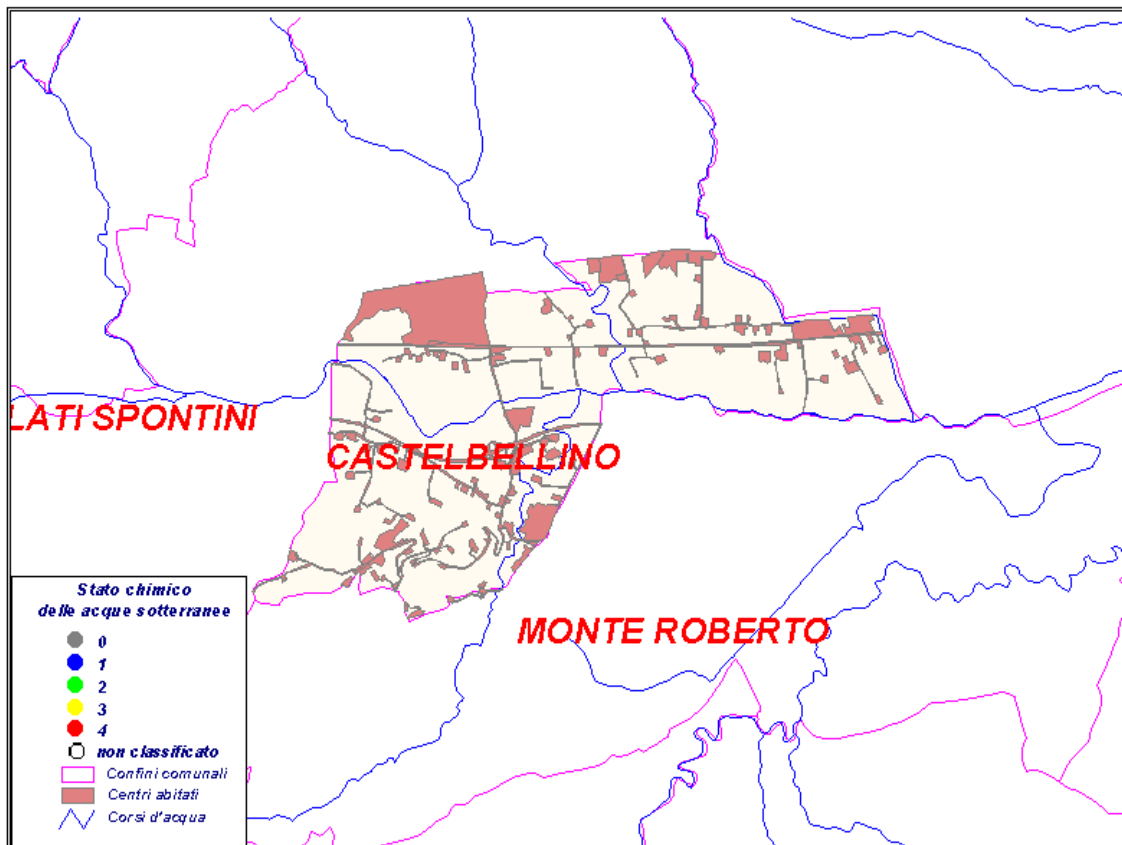 LATI SPONTINI
CASTELBELLINO
MONTE ROBERTO
Stato chimico
delle acque sotterranee
0
1
2
3
4
non classificato
Confini comunali
Centri abitati
Corsi d'acqua